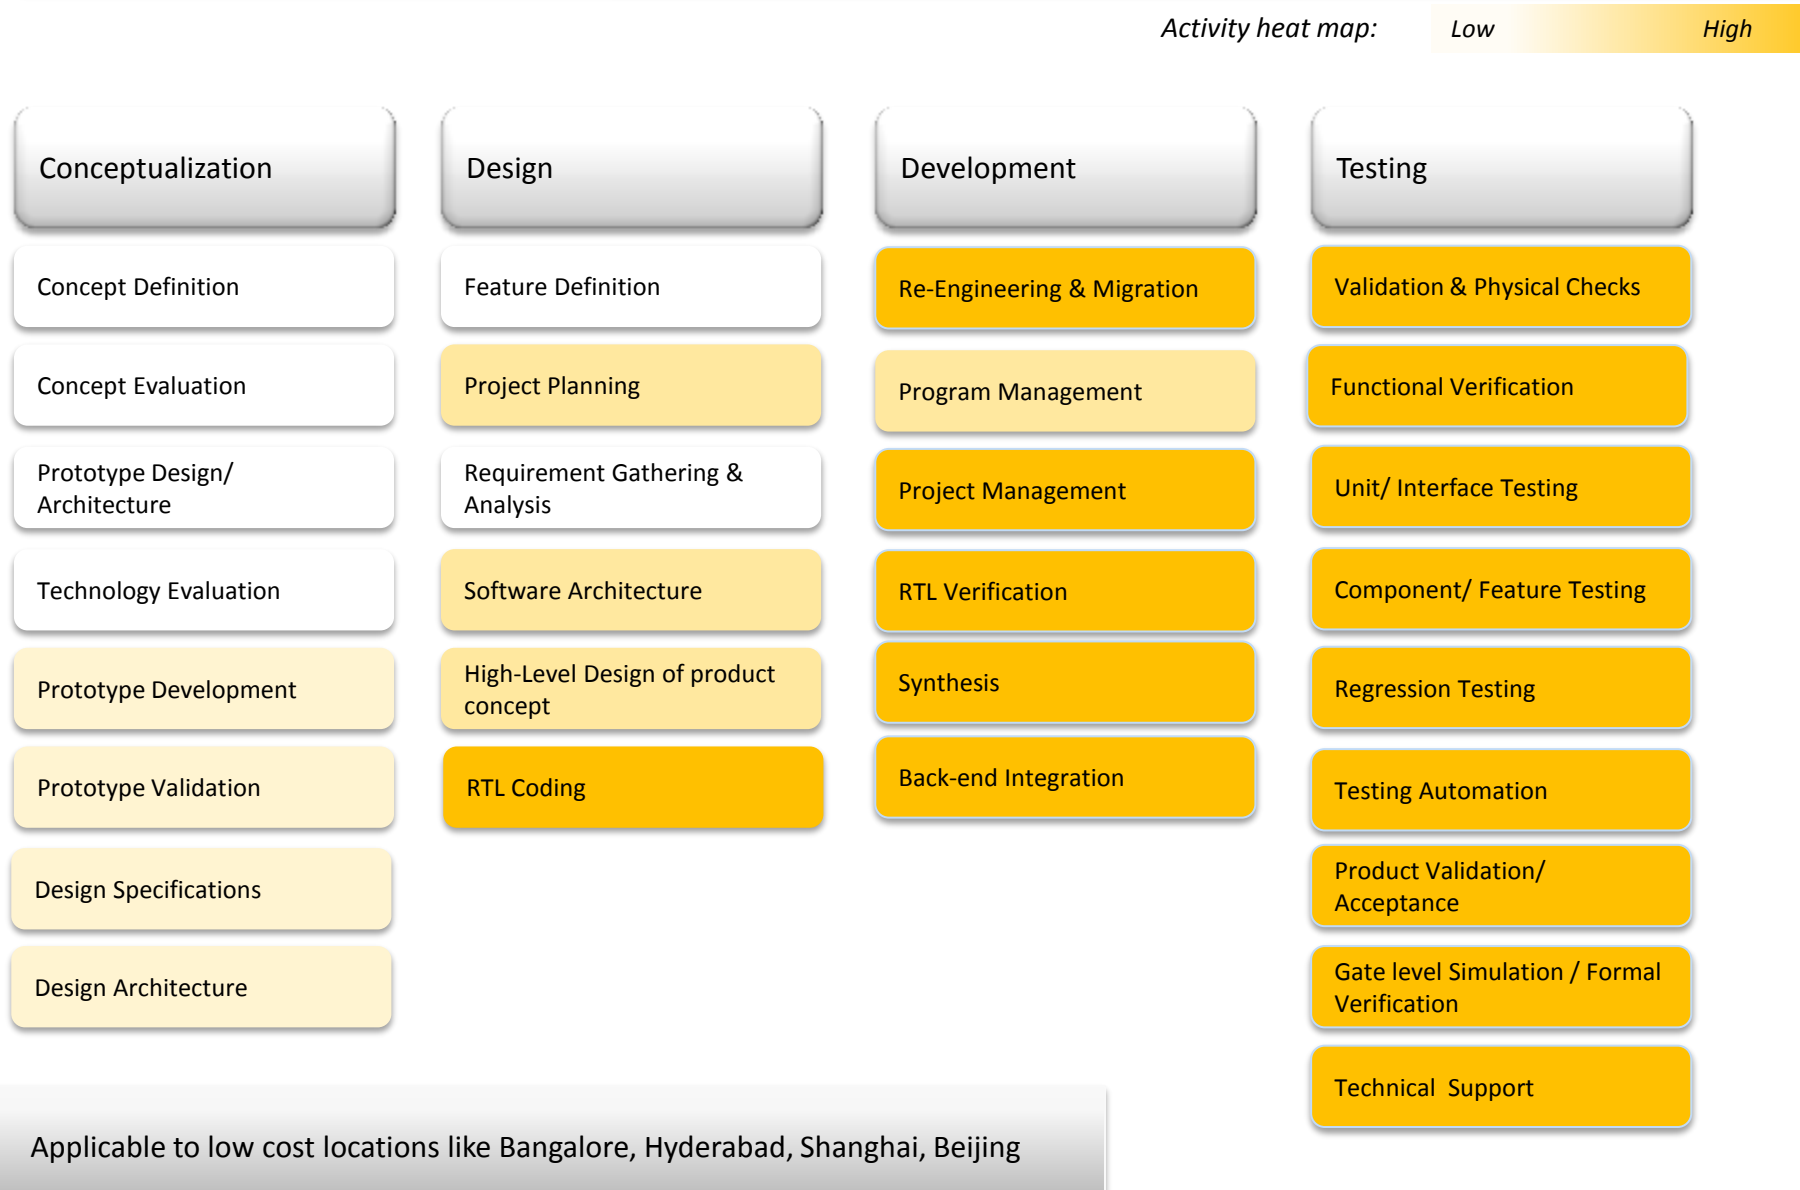 Activity heat map: Low High
Conceptualization
Concept Definition
Concept Evaluation
Prototype Design/
Architecture
Technology Evaluation
Prototype Development
Prototype Validation
Design Specifications
Design Architecture
Design
Feature Definition
Project Planning
Requirement Gathering &
Analysis
Software Architecture
High-Level Design of product
concept
RTL Coding
Development
Re-Engineering & Migration
Program Management
Project Management
RTL Verification
Synthesis
Back-end Integration
Testing
Validation & Physical Checks
Functional Verification
Unit/ Interface Testing
Component/ Feature Testing
Regression Testing
Testing Automation
Product Validation/
Acceptance
Gate level Simulation / Formal
Verification
Technical Support
Applicable to low cost locations like Bangalore, Hyderabad, Shanghai, Beijing